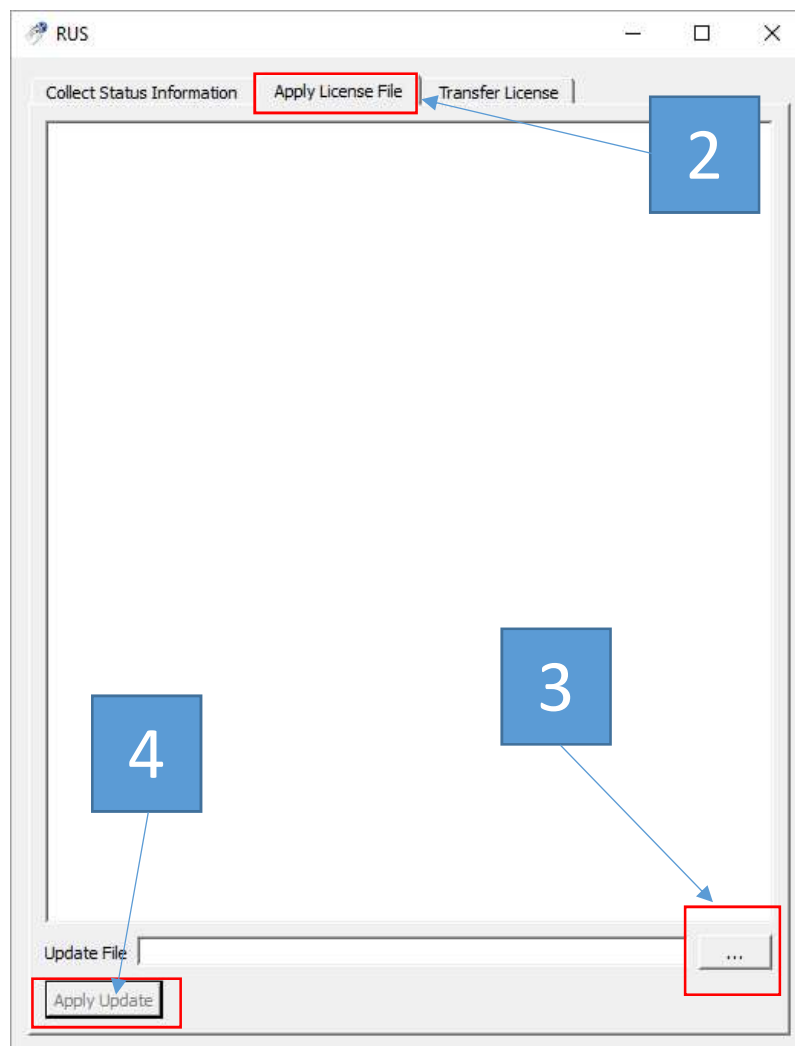 RUS
Collect Status Information Apply License File Transfer License
2
3
4
Update File ...
Apply Update